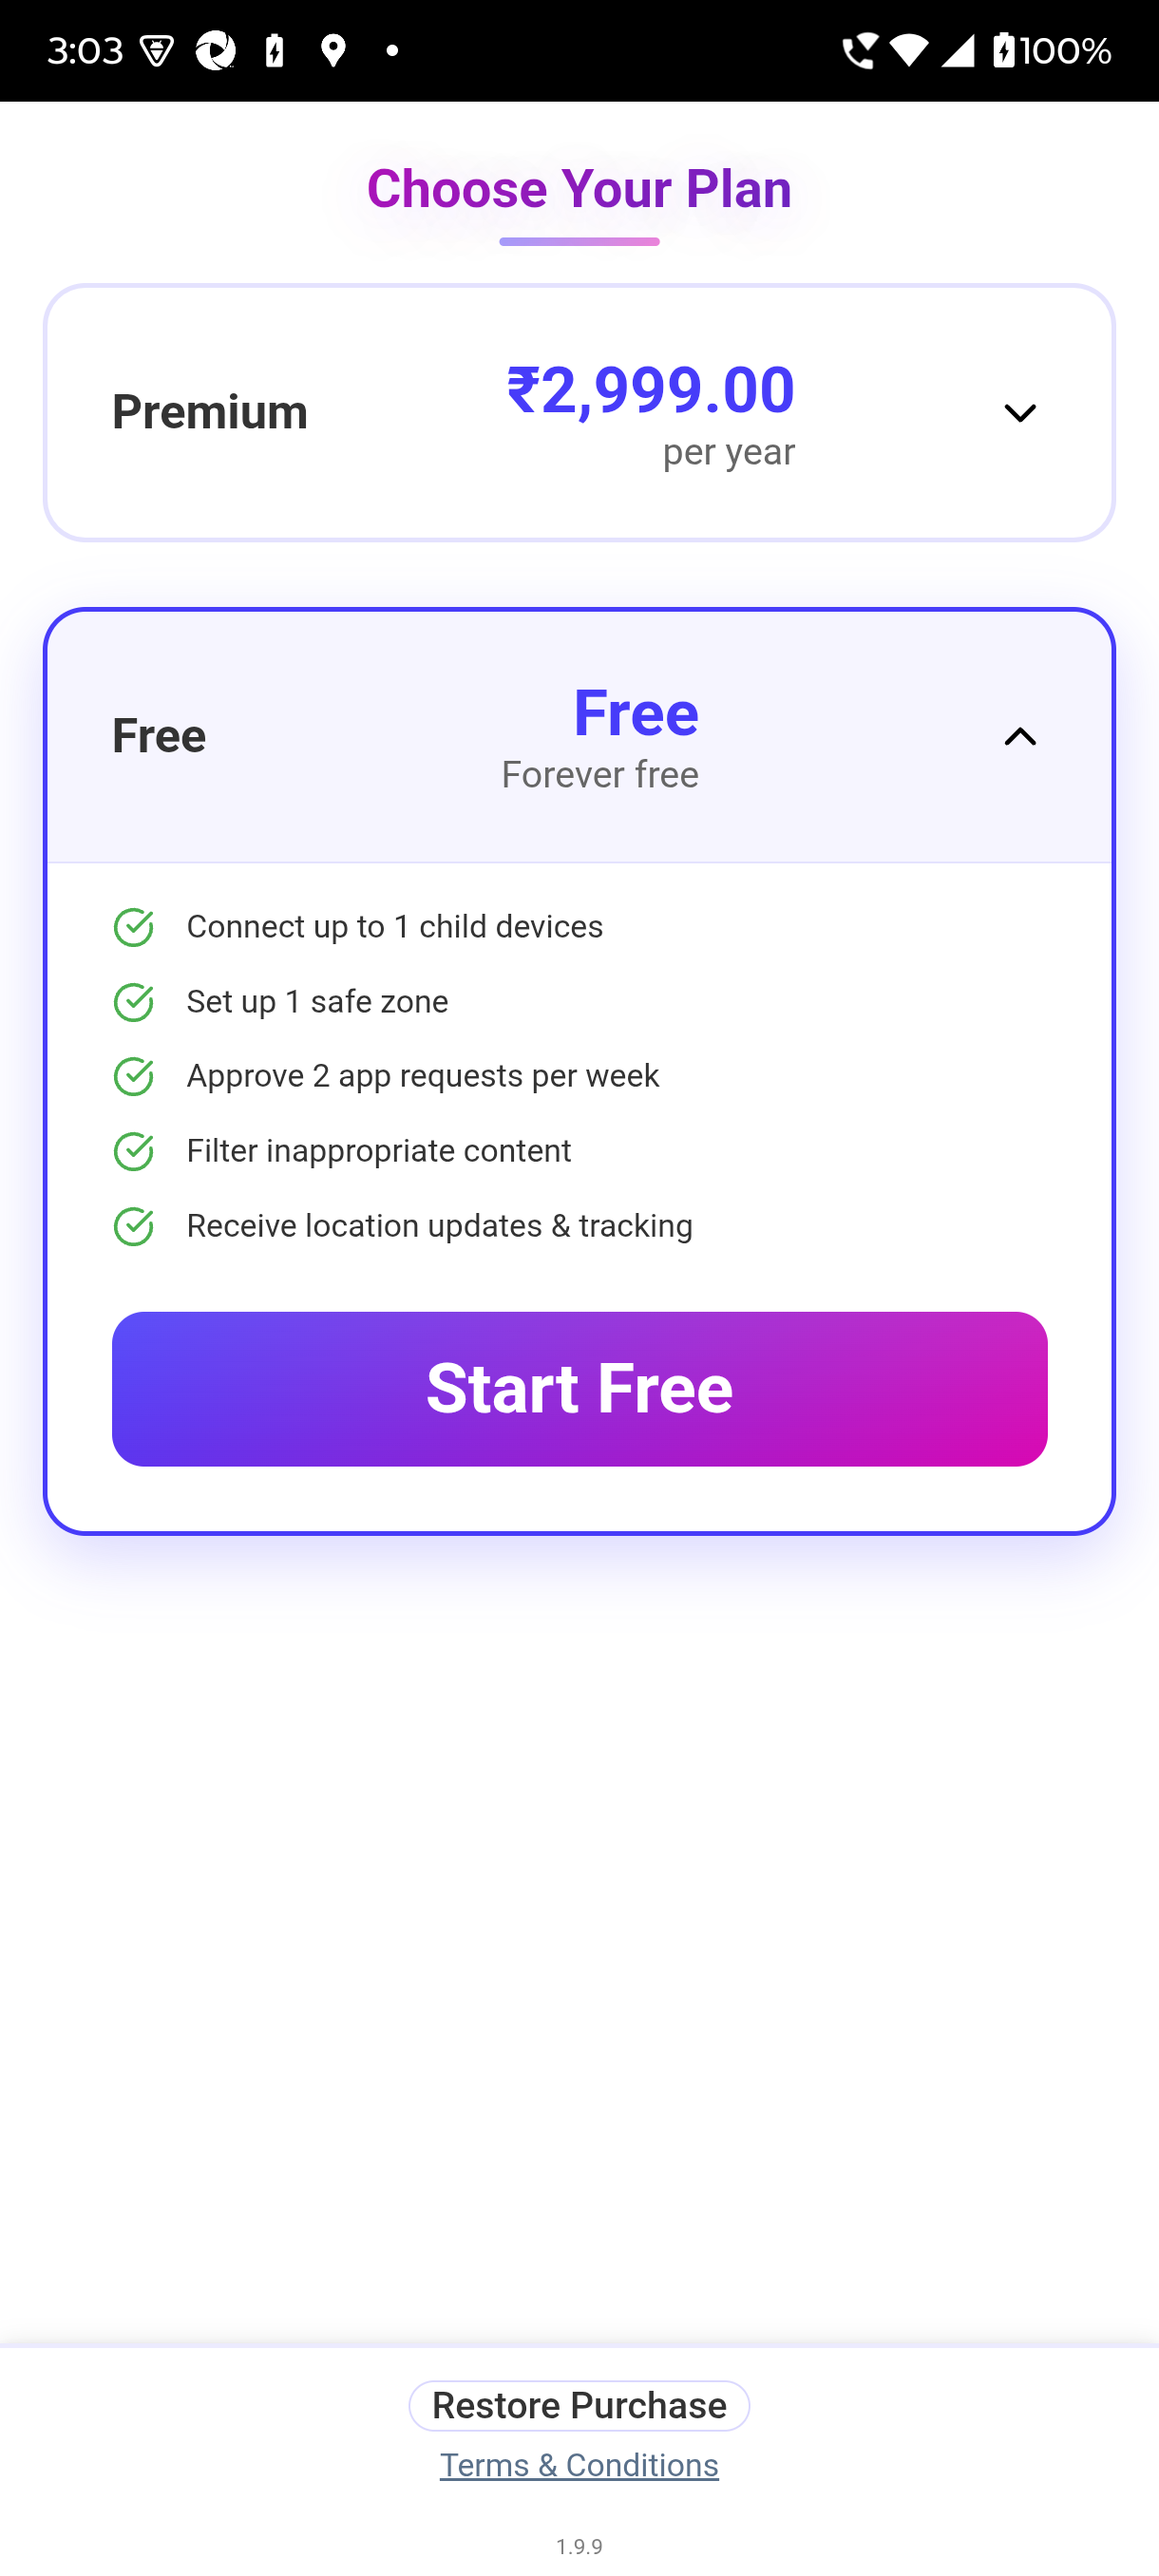 3:03
100%
Choose Your Plan
Premium
₹2,999.00
per year
Free
Free
Forever free
Connect up to 1 child devices
Set up 1 safe zone
Approve 2 app requests per week
Filter inappropriate content
Receive location updates & tracking
Start Free
Restore Purchase
Terms & Conditions
1.9.9